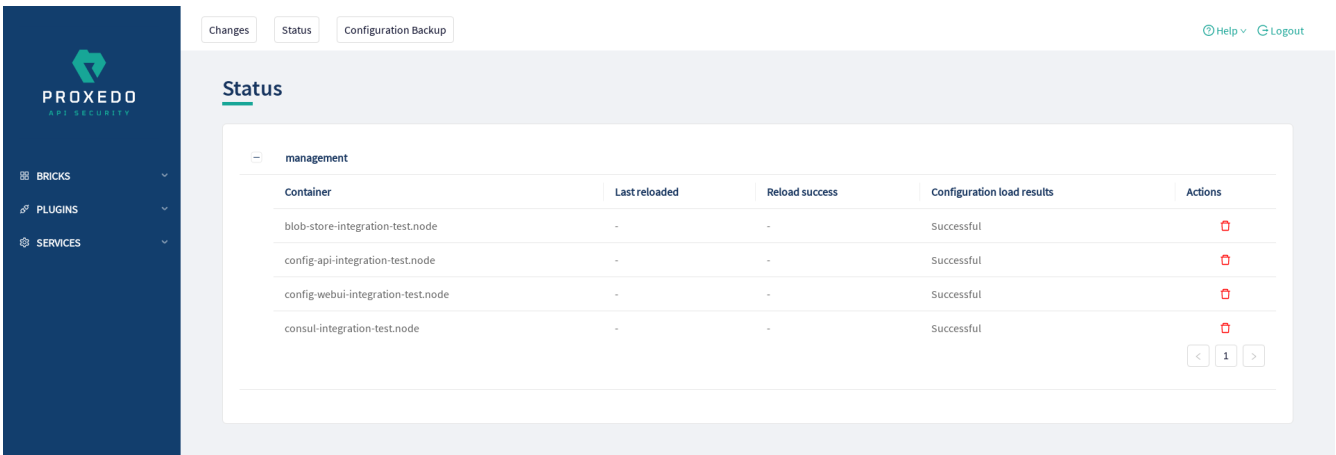 Changes Status Configuration Backup Help Logout
PROXEDO
API SECURITY
BRICKS
PLUGINS
SERVICES
Status
management
Container Last reloaded Reload success Configuration load results Actions
blob-store-integration-test.node - - Successful
config-api-integration-test.node - - Successful
config-webui-integration-test.node - - Successful
consul-integration-test.node - - Successful
< 1 >